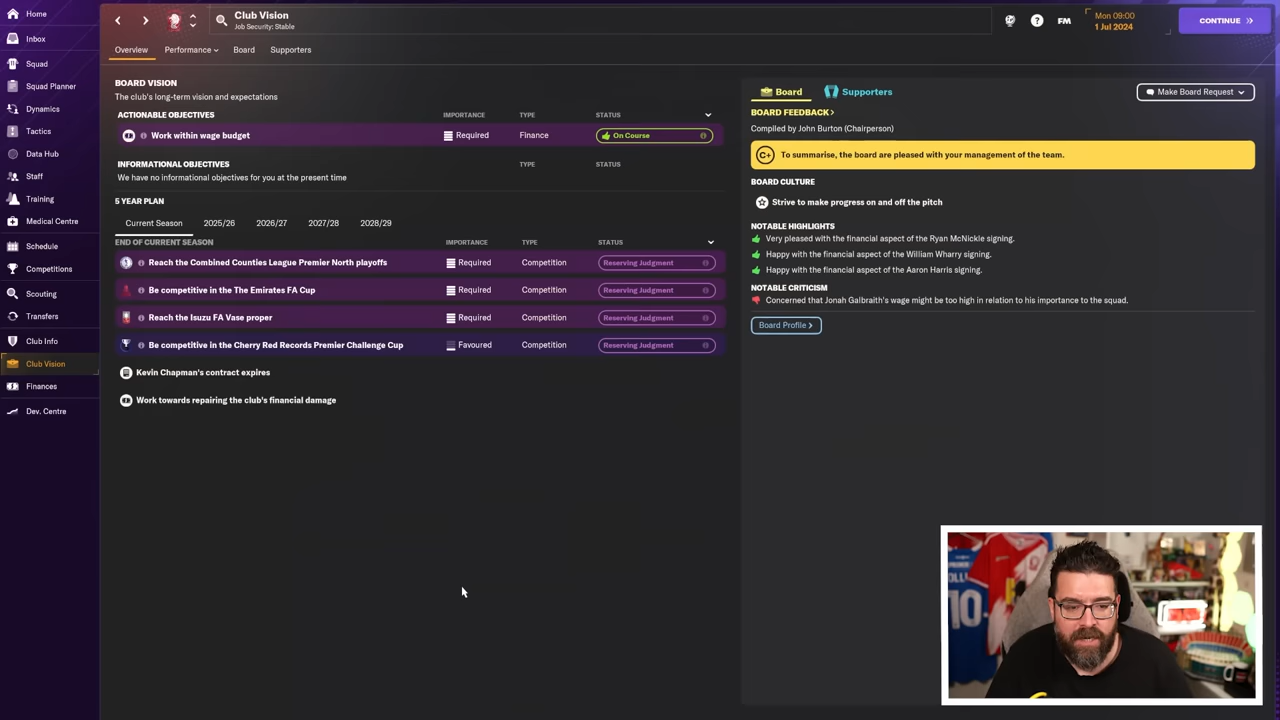 Home
Inbox
Squad
Squad Planner
Dynamics
Tactics
Data Hub
Staff
Training
Medical Centre
Schedule
Competitions
Scouting
Transfers
Club Info
Club Vision
Finances
Dev. Centre
Club Vision
Job Security: Stable
FM
Mon 09:00
1 Jul 2024
CONTINUE
Overview Performance Board Supporters
BOARD VISION
The club's long-term vision and expectations
ACTIONABLE OBJECTIVES IMPORTANCE TYPE STATUS
Work within wage budget Required Finance On Course
INFORMATIONAL OBJECTIVES TYPE STATUS
We have no informational objectives for you at the present time
5 YEAR PLAN
Current Season 2025/26 2026/27 2027/28 2028/29
END OF CURRENT SEASON IMPORTANCE TYPE STATUS
Reach the Combined Counties League Premier North playoffs Required Competition Reserving Judgment
Be competitive in the The Emirates FA Cup Required Competition Reserving Judgment
Reach the Isuzu FA Vase proper Required Competition Reserving Judgment
Be competitive in the Cherry Red Records Premier Challenge Cup Favoured Competition Reserving Judgment
Kevin Chapman's contract expires
Work towards repairing the club's financial damage
Board Supporters Make Board Request
BOARD FEEDBACK
Compiled by John Burton (Chairperson)
C+ To summarise, the board are pleased with your management of the team.
BOARD CULTURE
Strive to make progress on and off the pitch
NOTABLE HIGHLIGHTS
Very pleased with the financial aspect of the Ryan McNickle signing.
Happy with the financial aspect of the William Wharry signing.
Happy with the financial aspect of the Aaron Harris signing.
NOTABLE CRITICISM
Concerned that Jonah Galbraith's wage might be too high in relation to his importance to the squad.
Board Profile
10